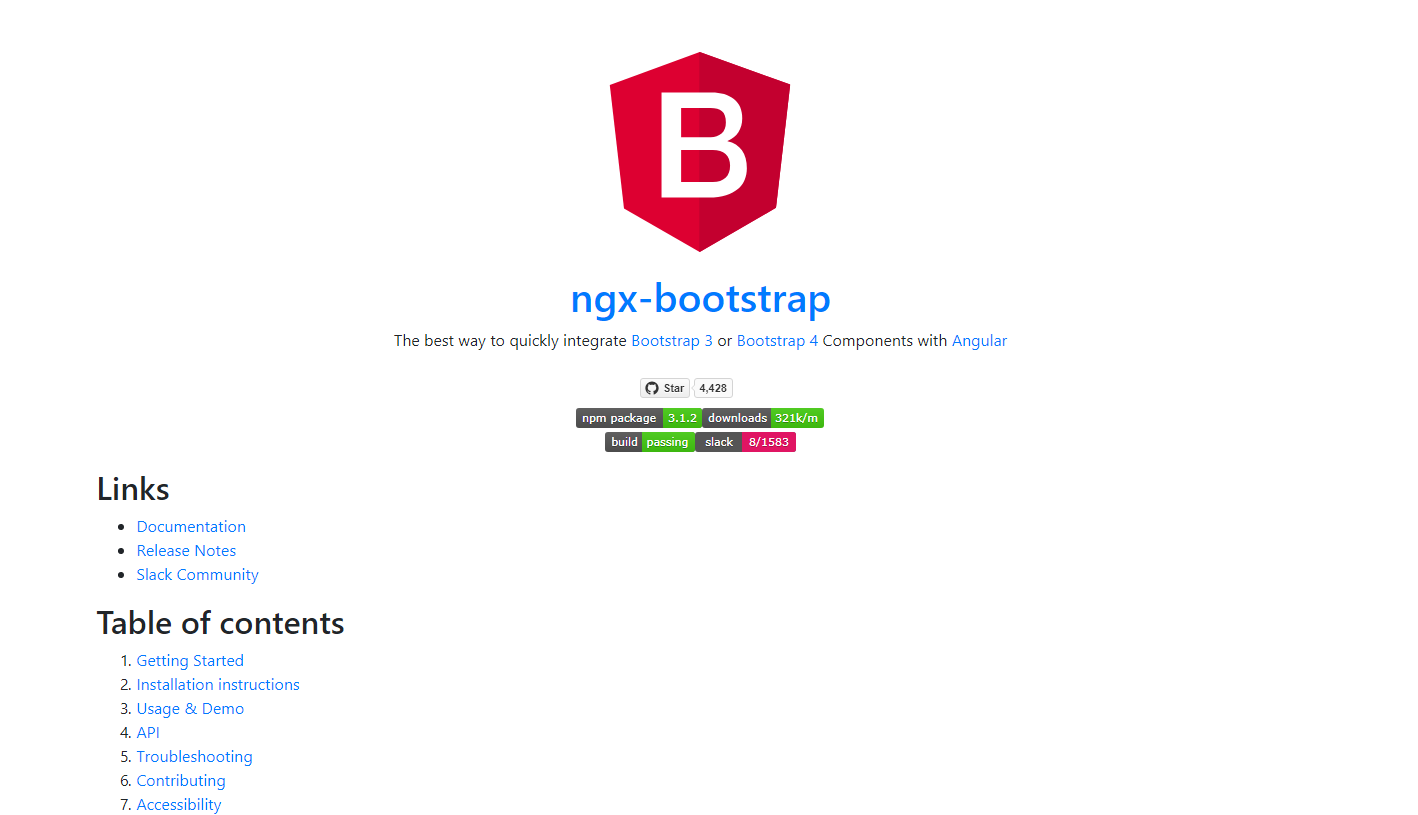 B
ngx-bootstrap
The best way to quickly integrate Bootstrap 3 or Bootstrap 4 Components with Angular
Star 4,428
npm package 3.1.2 downloads 321k/m
build passing slack 8/1583
Links
Documentation
Release Notes
Slack Community
Table of contents
1. Getting Started
2. Installation instructions
3. Usage & Demo
4. API
5. Troubleshooting
6. Contributing
7. Accessibility